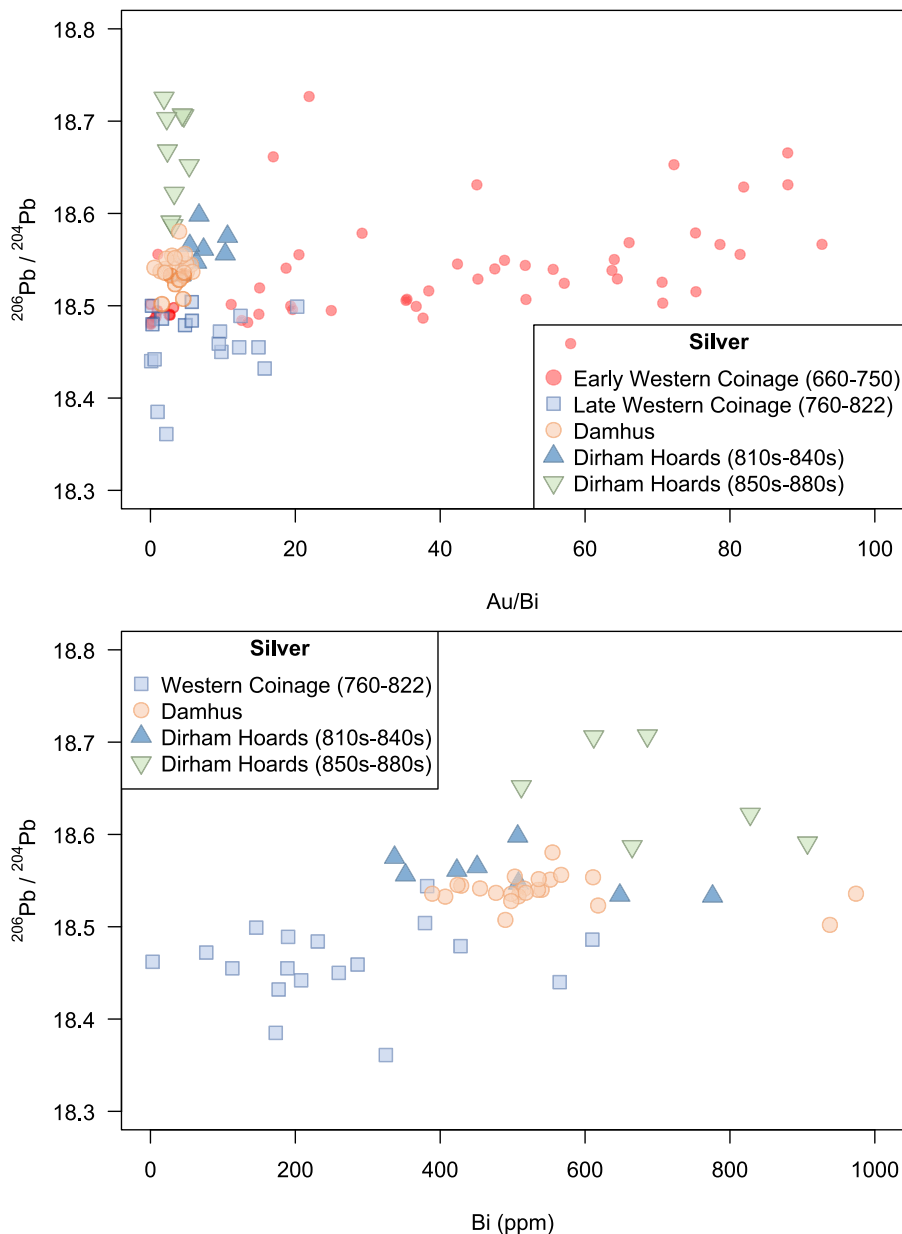 18.8
18.7
18.6
18.5
18.4
18.3
²⁰⁶Pb / ²⁰⁴Pb
Silver
Early Western Coinage (660-750)
Late Western Coinage (760-822)
Damhus
Dirham Hoards (810s-840s)
Dirham Hoards (850s-880s)
0 20 40 60 80 100
Au/Bi
18.8
18.7
18.6
18.5
18.4
18.3
²⁰⁶Pb / ²⁰⁴Pb
Silver
Western Coinage (760-822)
Damhus
Dirham Hoards (810s-840s)
Dirham Hoards (850s-880s)
0 200 400 600 800 1000
Bi (ppm)